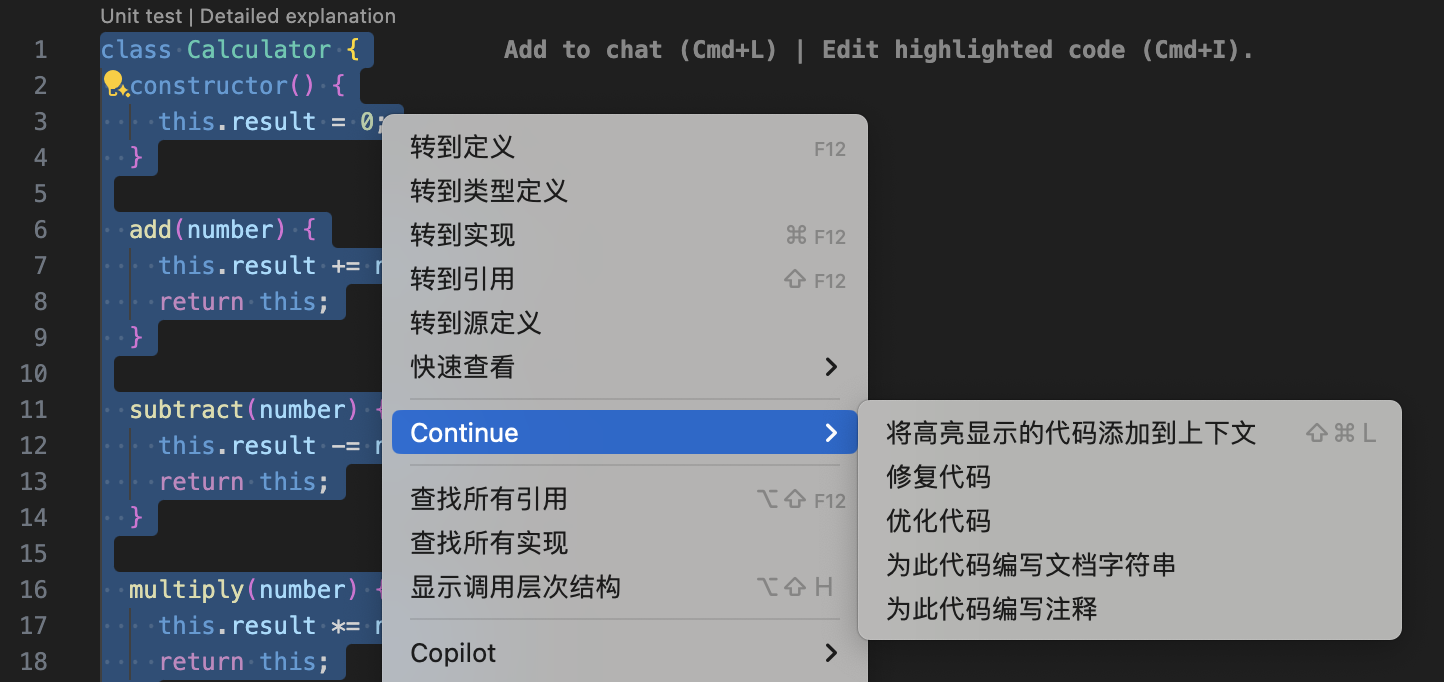 Unit test | Detailed explanation
1 class Calculator { Add to chat (Cmd+L) | Edit highlighted code (Cmd+I).
2 constructor() {
3 this.result = 0;
4 }
5
6 add(number) {
7 this.result +=
8 return this;
9 }
10
11 subtract(number) {
12 this.result -=
13 return this;
14 }
15
16 multiply(number) {
17 this.result *=
18 return this;
转到定义 F12
转到类型定义
转到实现 ⌘ F12
转到引用 ⇧ F12
转到源定义
快速查看
Continue
查找所有引用 ⌥⇧ F12
查找所有实现
显示调用层次结构 ⌥⇧ H
Copilot
将高亮显示的代码添加到上下文 ⇧⌘ L
修复代码
优化代码
为此代码编写文档字符串
为此代码编写注释